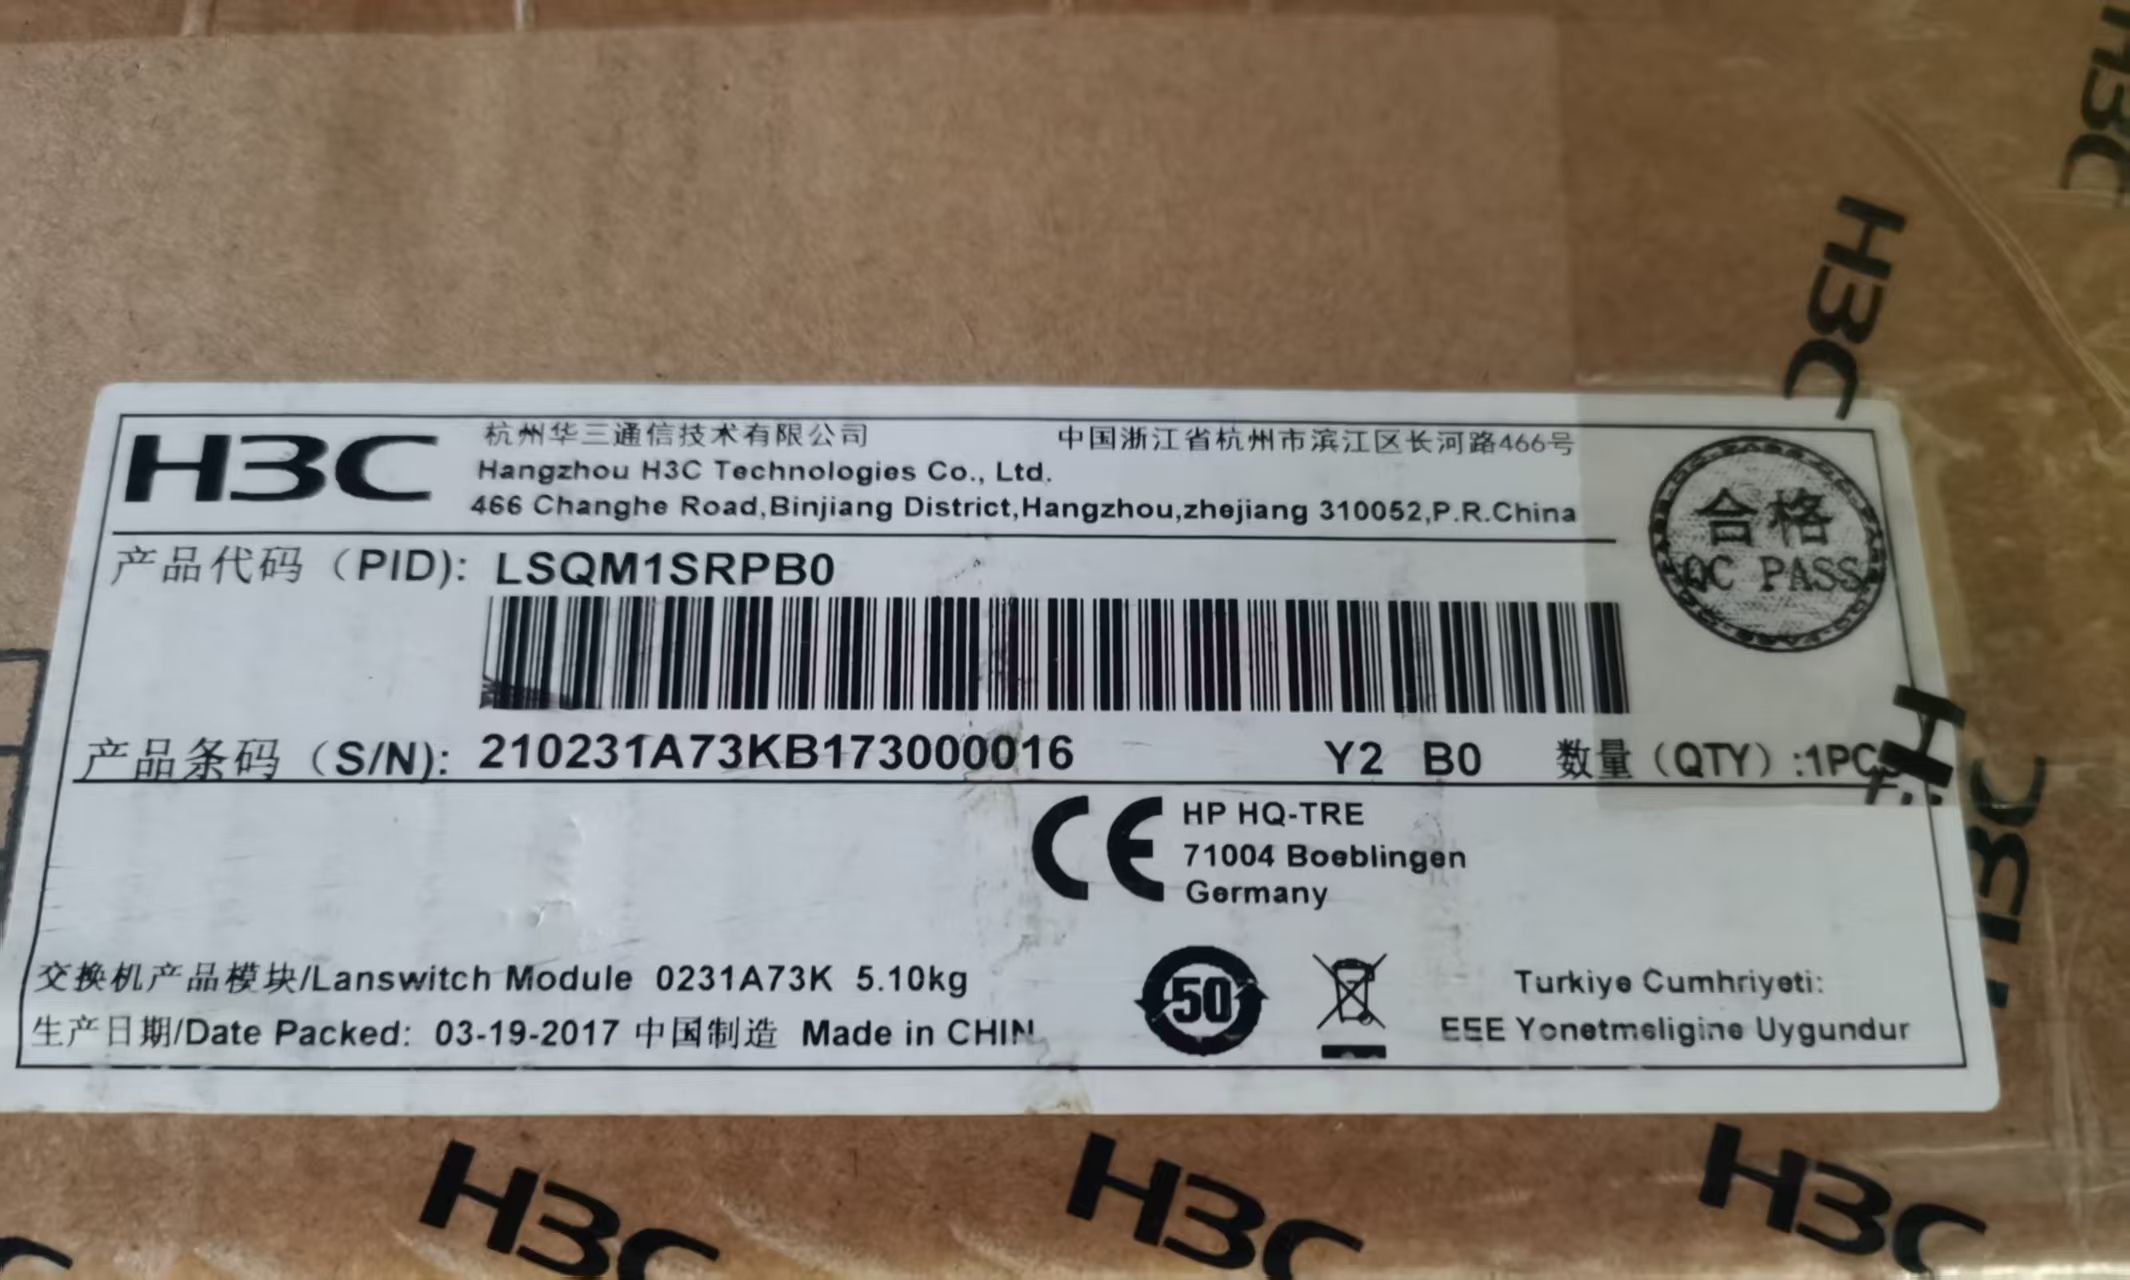 H3C
杭州华三通信技术有限公司 中国浙江省杭州市滨江区长河路466号
Hangzhou H3C Technologies Co., Ltd.
466 Changhe Road,Binjiang District,Hangzhou,zhejiang 310052,P.R.China
合格
QC PASS
产品代码（PID): LSQM1SRPB0
产品条码（S/N): 210231A73KB173000016 Y2 B0 数量（QTY）:1PCS
CE HP HQ-TRE
71004 Boeblingen
Germany
交换机产品模块/Lanswitch Module 0231A73K 5.10kg
生产日期/Date Packed: 03-19-2017 中国制造 Made in CHIN
50
Turkiye Cumhriyeti:
EEE Yonetmeligine Uygundur
H3C
H3C
H3C
H3C
H3C
H3C